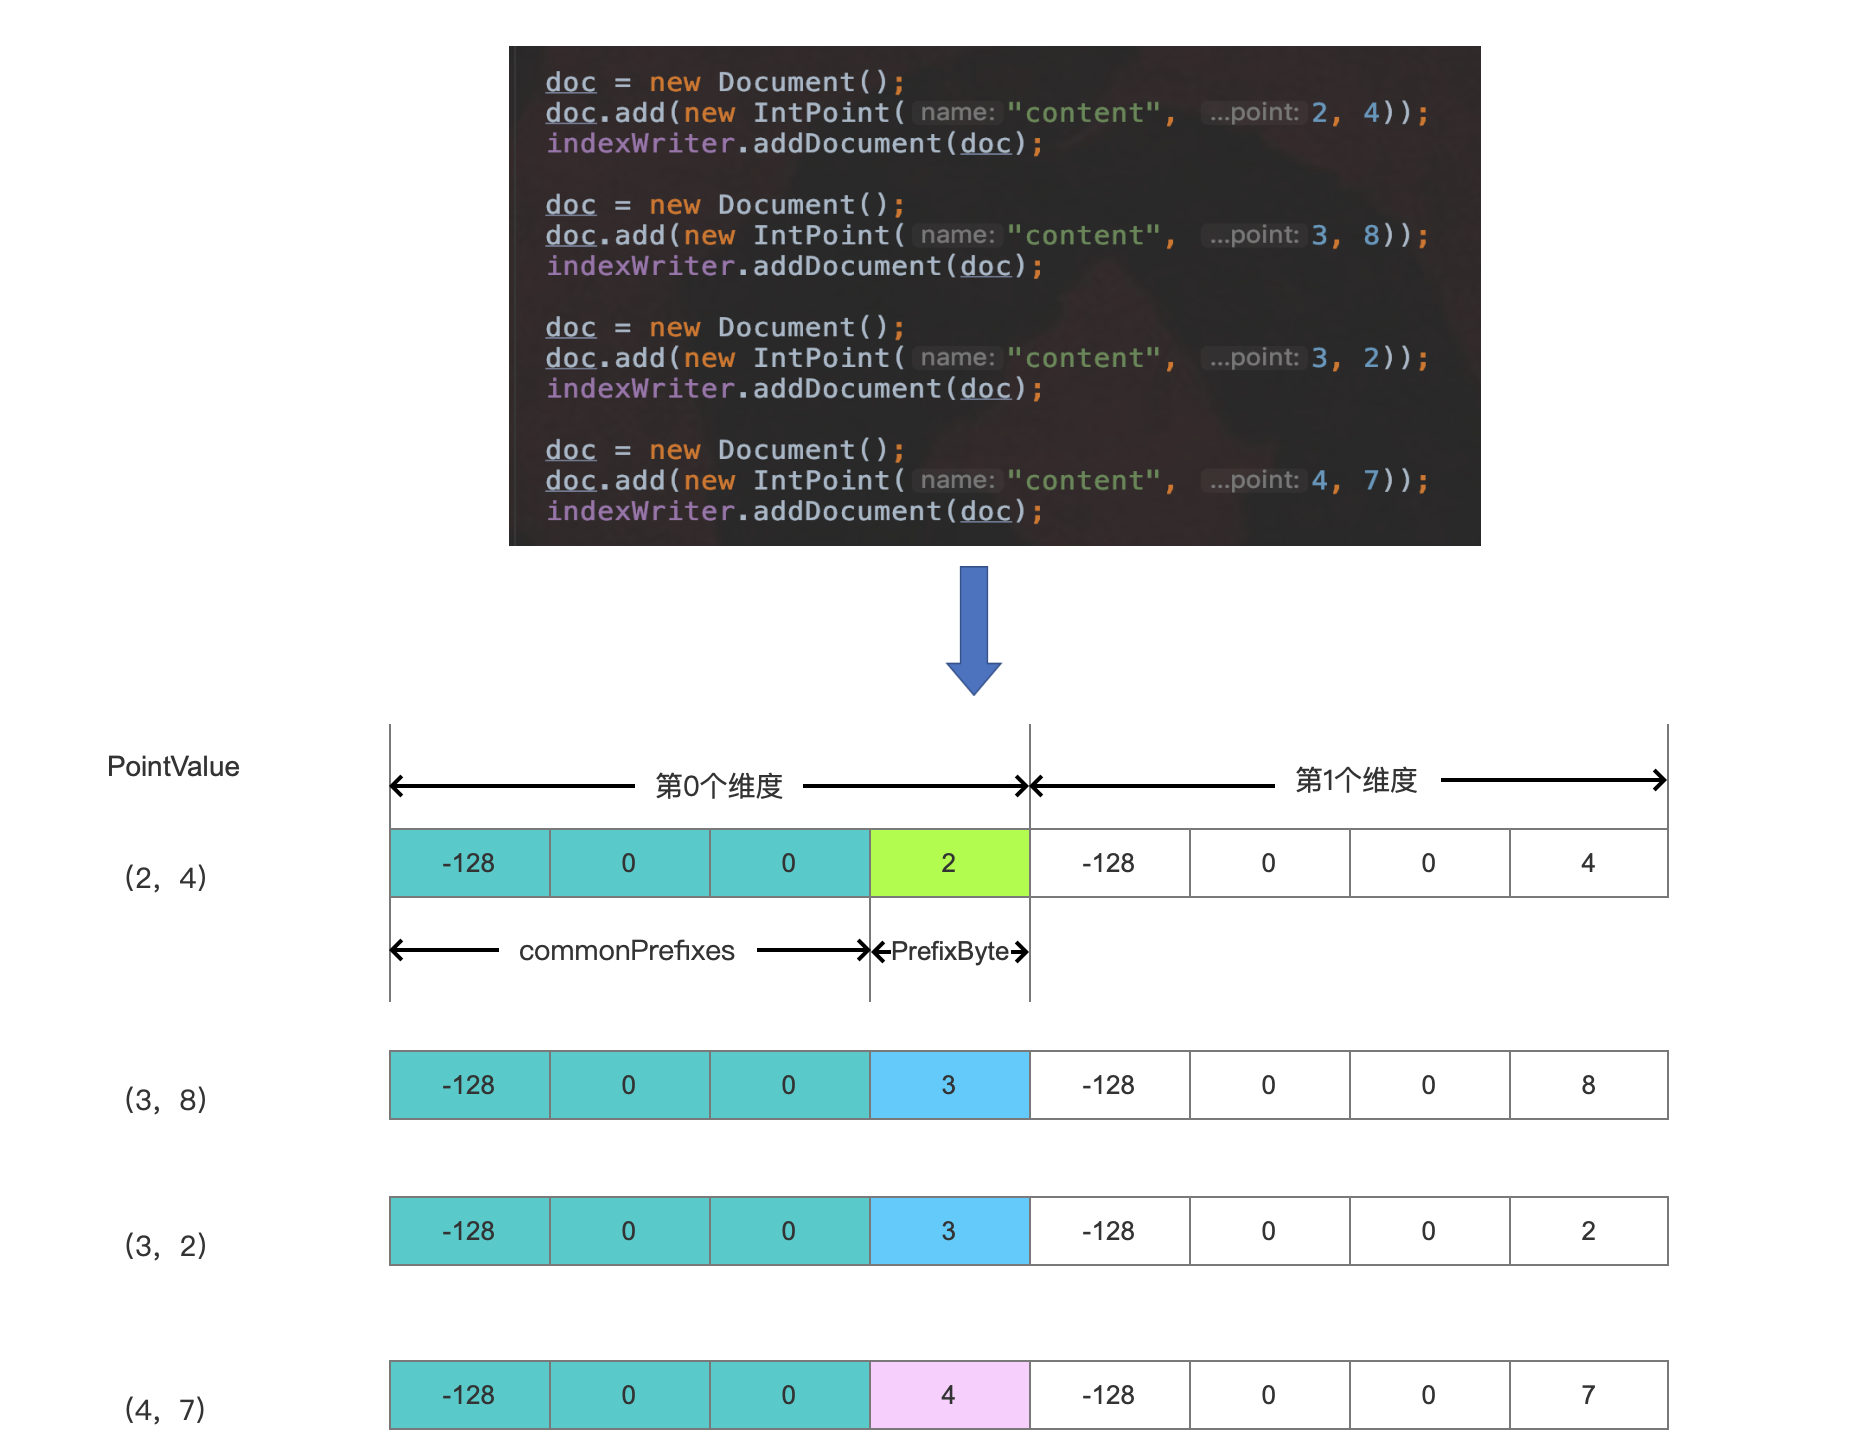 doc = new Document();
doc.add(new IntPoint( name: "content", ...point: 2, 4));
indexWriter.addDocument(doc);
doc = new Document();
doc.add(new IntPoint( name: "content", ...point: 3, 8));
indexWriter.addDocument(doc);
doc = new Document();
doc.add(new IntPoint( name: "content", ...point: 3, 2));
indexWriter.addDocument(doc);
doc = new Document();
doc.add(new IntPoint( name: "content", ...point: 4, 7));
indexWriter.addDocument(doc);
PointValue 第0个维度 第1个维度
(2, 4) -128 0 0 2 -128 0 0 4
commonPrefixes PrefixByte
(3, 8) -128 0 0 3 -128 0 0 8
(3, 2) -128 0 0 3 -128 0 0 2
(4, 7) -128 0 0 4 -128 0 0 7